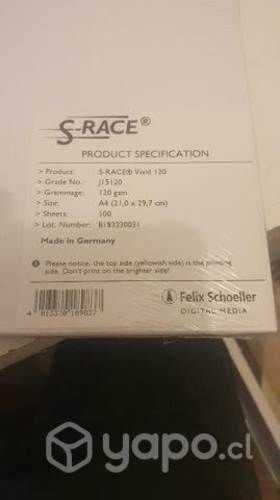 S-RACE®
PRODUCT SPECIFICATION
> Product: S-RACE® Vivid 120
> Grade No.: J15120
> Grammage: 120 gsm
> Size: A4 (21,0 x 29,7 cm)
> Sheets: 100
> Lot. Number: B183230031
Made in Germany
Please notice, the top side (yellowish side) is the printing
side. Don't print on the brighter side!
Felix Schoeller
DIGITAL MEDIA
yapo.cl